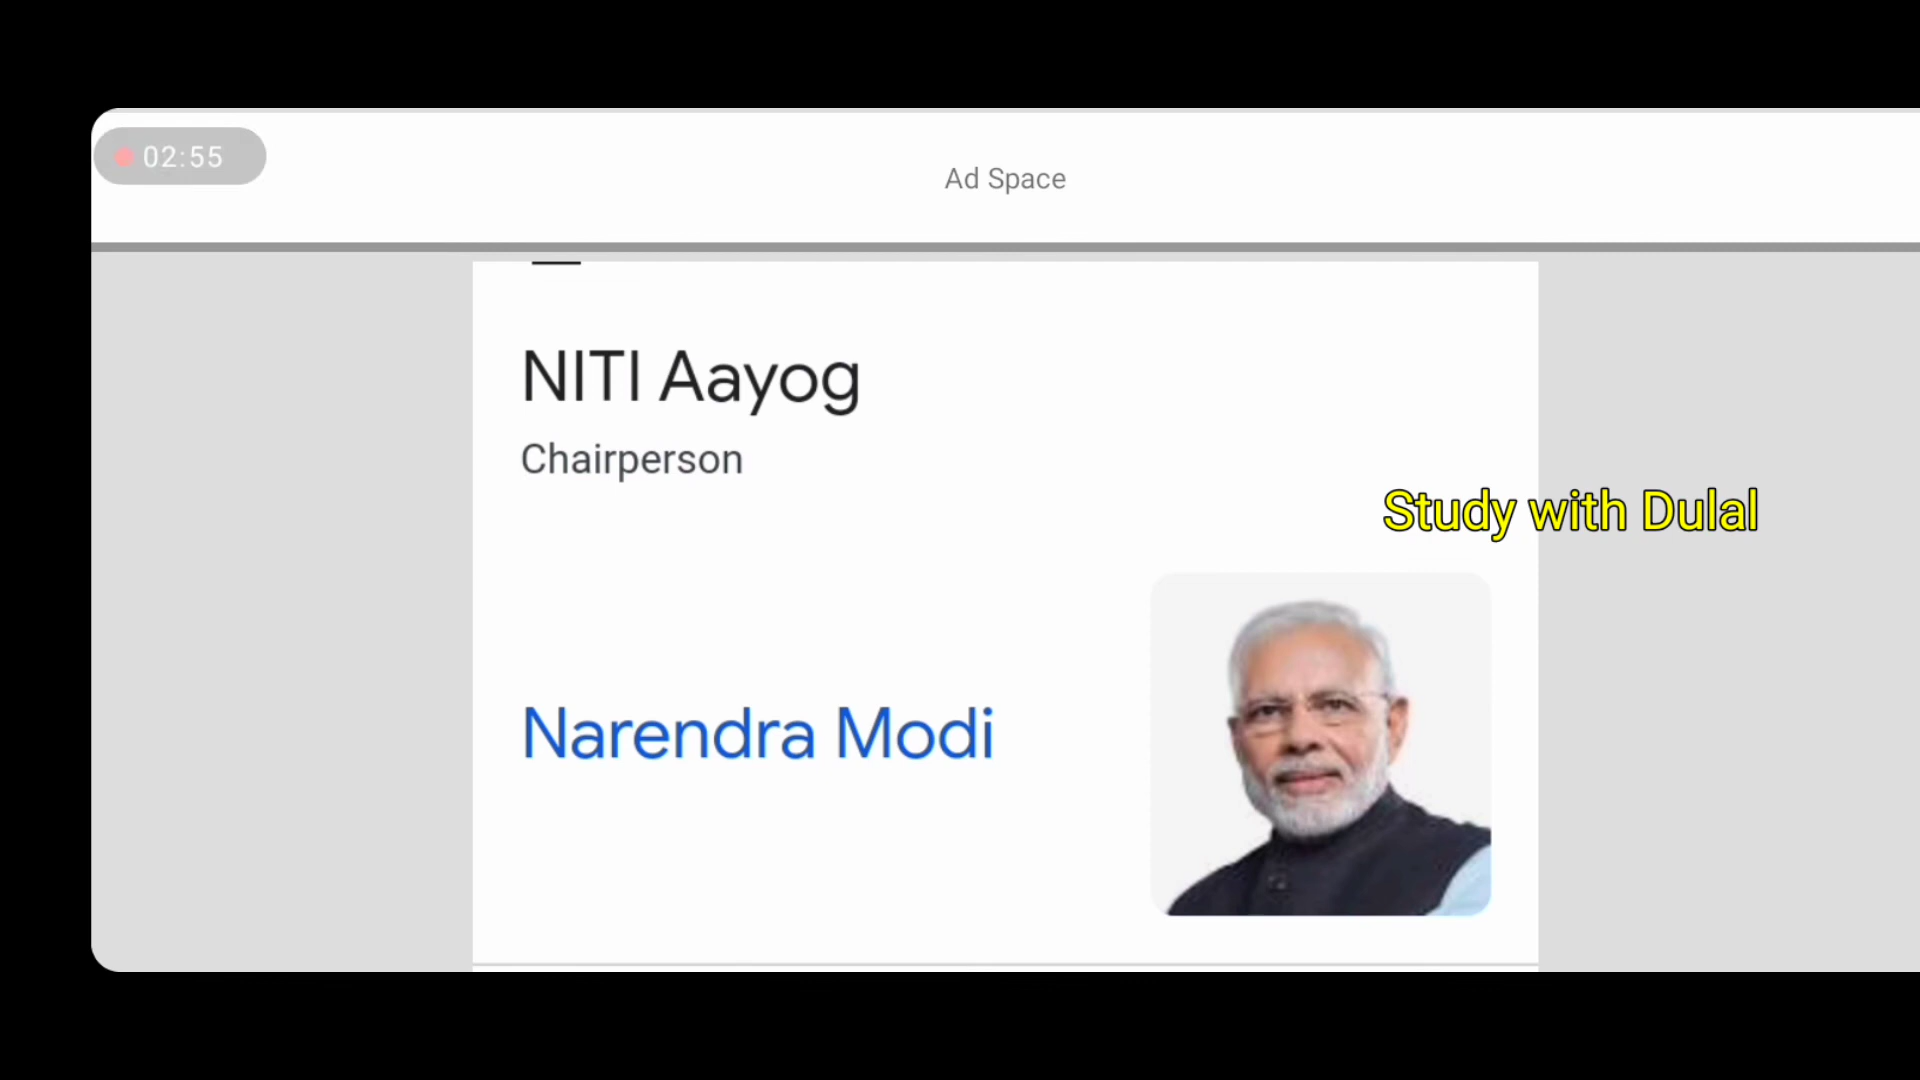 02:55
Ad Space
NITI Aayog
Chairperson
Study with Dulal
Narendra Modi